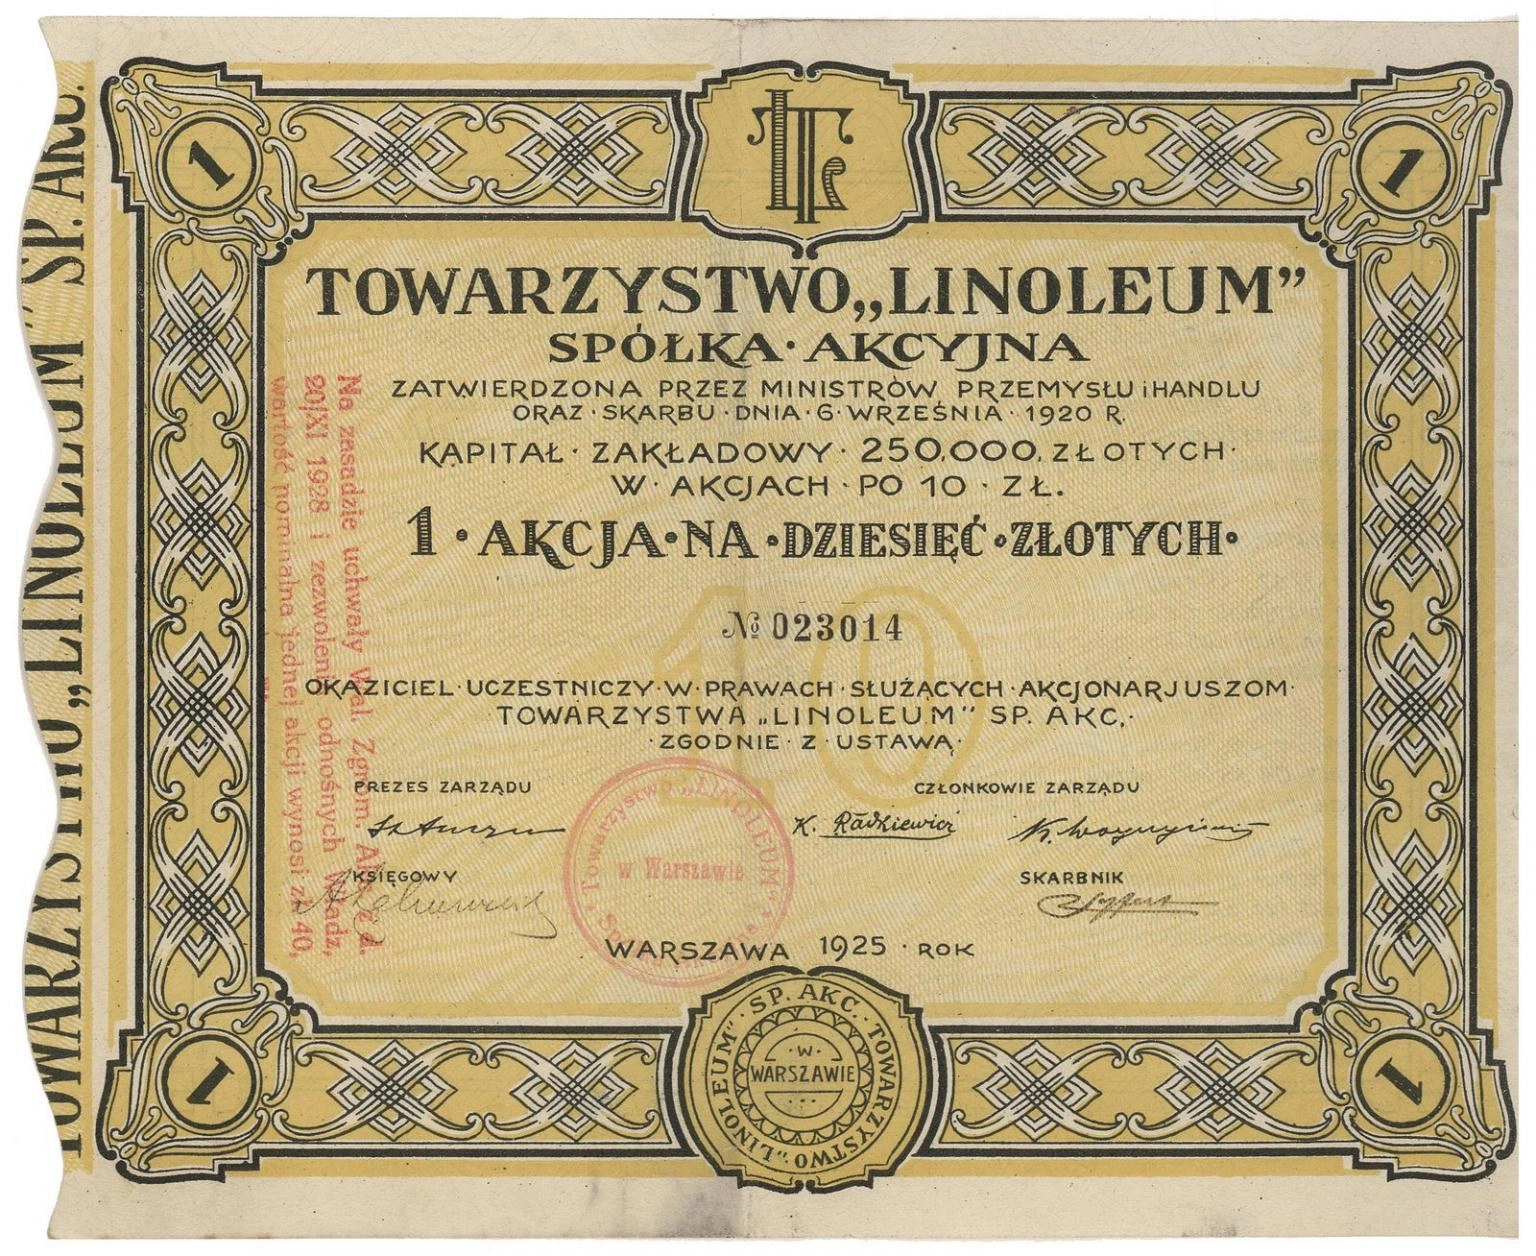 TOWARZYSTWO „LINOLEUM" SP. AKC.
1
1
TOWARZYSTWO „LINOLEUM”
SPÓŁKA · AKCYJNA
ZATWIERDZONA PRZEZ MINISTRÓW PRZEMYSŁU i HANDLU
ORAZ · SKARBU · DNIA · 6 · WRZEŚNIA · 1920 R.
KAPITAŁ · ZAKŁADOWY · 250.000. ZŁOTYCH ·
W · AKCJACH · PO 10 · ZŁ.
1 · AKCJA · NA · DZIESIĘĆ · ZŁOTYCH ·
10
№ 023014
OKAZICIEL · UCZESTNICZY · W · PRAWACH · SŁUŻĄCYCH · AKCJONARJUSZOM ·
TOWARZYSTWA „LINOLEUM" SP. AKC. ·
· ZGODNIE · Z · USTAWĄ ·
PREZES ZARZĄDU
CZŁONKOWIE ZARZĄDU
K. Radkiewicz
KSIĘGOWY
SKARBNIK
WARSZAWA 1925 · ROK
Na zasadzie uchwały Wal. Zgrom. Akc. z d.
20/XI 1928 i zezwolenia odnośnych Władz,
wartość nominalna jednej akcji wynosi zł. 40,
Towarzystwo „LINOLEUM"
w Warszawie
TOWARZYSTWO „LINOLEUM" · SP. AKC. ·
· W ·
WARSZAWIE
1
1